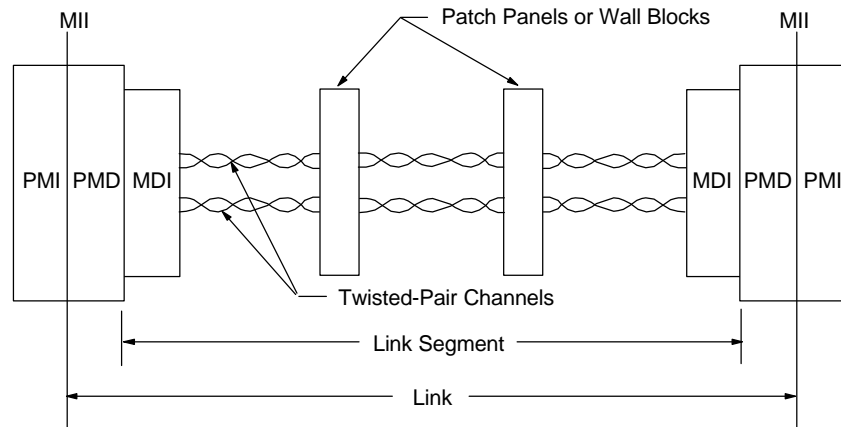 MII
Patch Panels or Wall Blocks
MII
PMI
PMD
MDI
MDI
PMD
PMI
Twisted-Pair Channels
Link Segment
Link